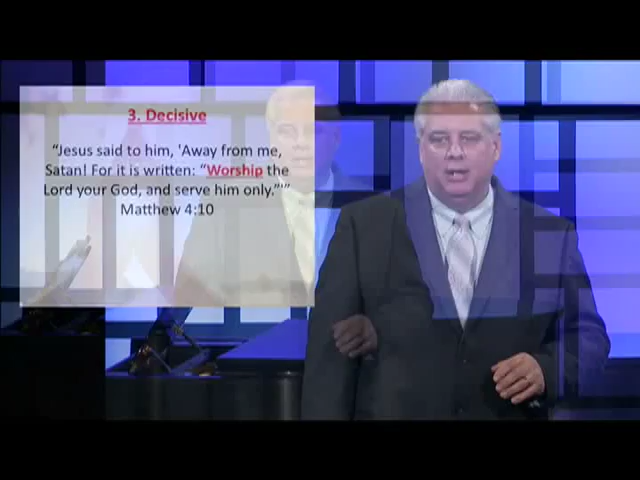 3. Decisive
“Jesus said to him, 'Away from me,
Satan! For it is written: “Worship the
Lord your God, and serve him only.”'”
Matthew 4:10